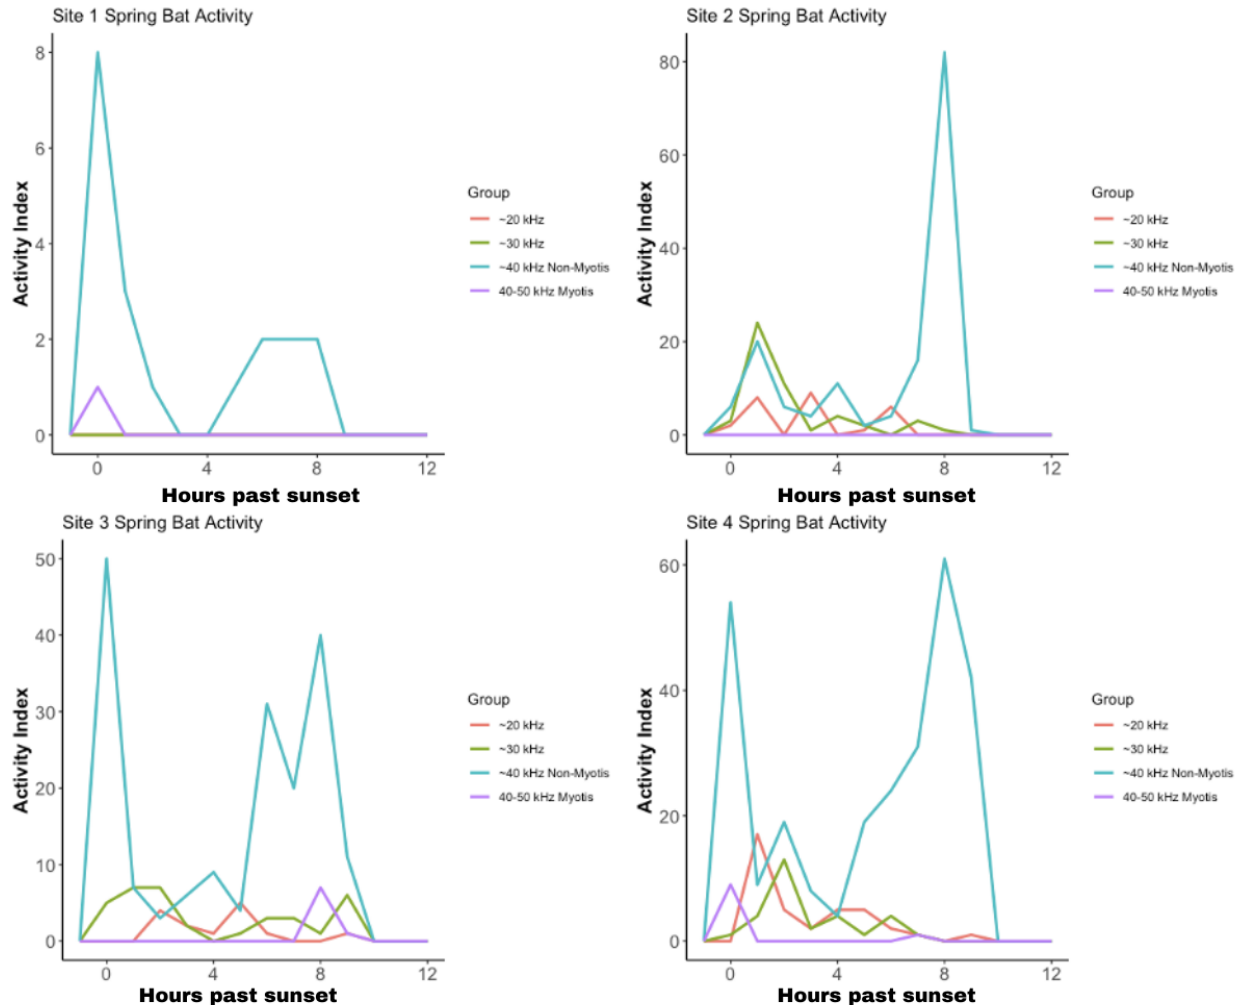 Site 1 Spring Bat Activity
8
6
4
2
0
Activity Index
0 4 8 12
Hours past sunset
Group
~20 kHz
~30 kHz
~40 kHz Non-Myotis
40-50 kHz Myotis
Site 2 Spring Bat Activity
80
60
40
20
0
Activity Index
0 4 8 12
Hours past sunset
Group
~20 kHz
~30 kHz
~40 kHz Non-Myotis
40-50 kHz Myotis
Site 3 Spring Bat Activity
50
40
30
20
10
0
Activity Index
0 4 8 12
Hours past sunset
Group
~20 kHz
~30 kHz
~40 kHz Non-Myotis
40-50 kHz Myotis
Site 4 Spring Bat Activity
60
40
20
0
Activity Index
0 4 8 12
Hours past sunset
Group
~20 kHz
~30 kHz
~40 kHz Non-Myotis
40-50 kHz Myotis